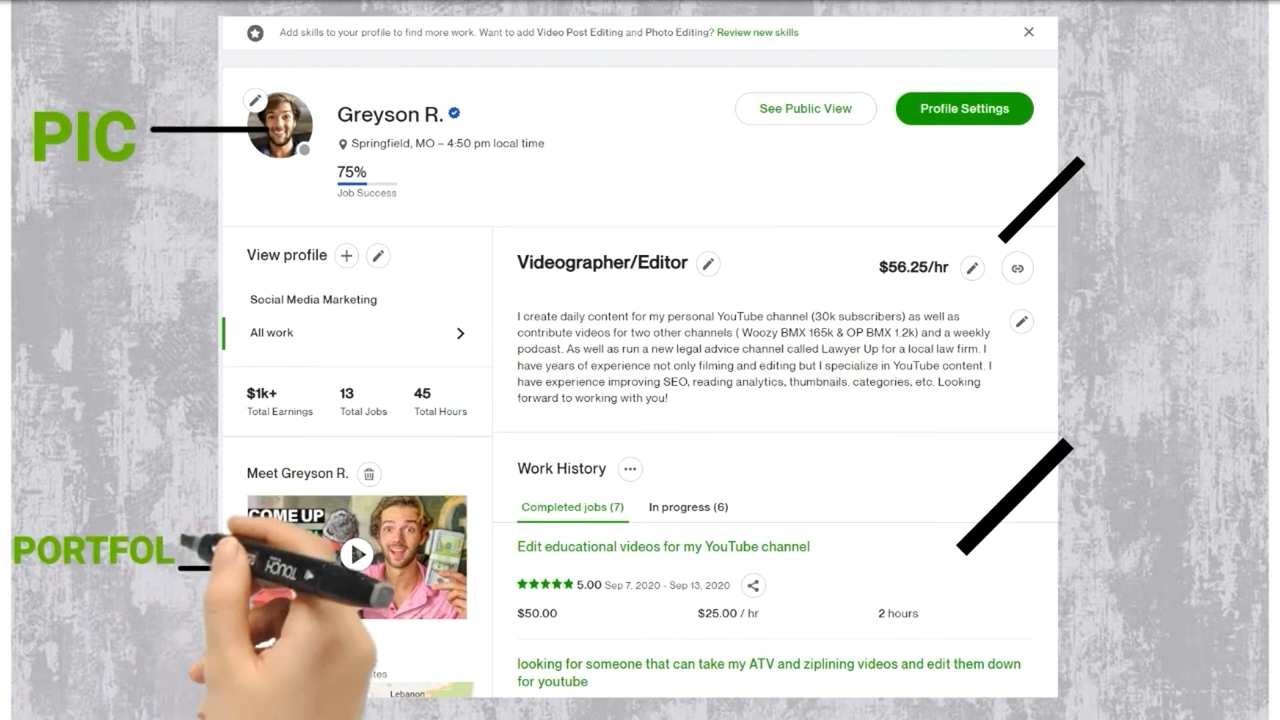 Add skills to your profile to find more work. Want to add Video Post Editing and Photo Editing? Review new skills
PIC
Greyson R.
See Public View
Profile Settings
Springfield, MO – 4:50 pm local time
75%
Job Success
View profile
Social Media Marketing
All work
$1k+
13
45
Total Earnings
Total Jobs
Total Hours
Meet Greyson R.
COME UP
PORTFOL
TOUCH
Lebanon
Videographer/Editor
$56.25/hr
I create daily content for my personal YouTube channel (30k subscribers) as well as
contribute videos for two other channels ( Woozy BMX 165k & OP BMX 1.2k) and a weekly
podcast. As well as run a new legal advice channel called Lawyer Up for a local law firm. I
have years of experience not only filming and editing but I specialize in YouTube content. I
have experience improving SEO, reading analytics, thumbnails. categories, etc. Looking
forward to working with you!
Work History
Completed jobs (7)
In progress (6)
Edit educational videos for my YouTube channel
5.00 Sep 7, 2020 - Sep 13, 2020
$50.00
$25.00 / hr
2 hours
looking for someone that can take my ATV and ziplining videos and edit them down
for youtube